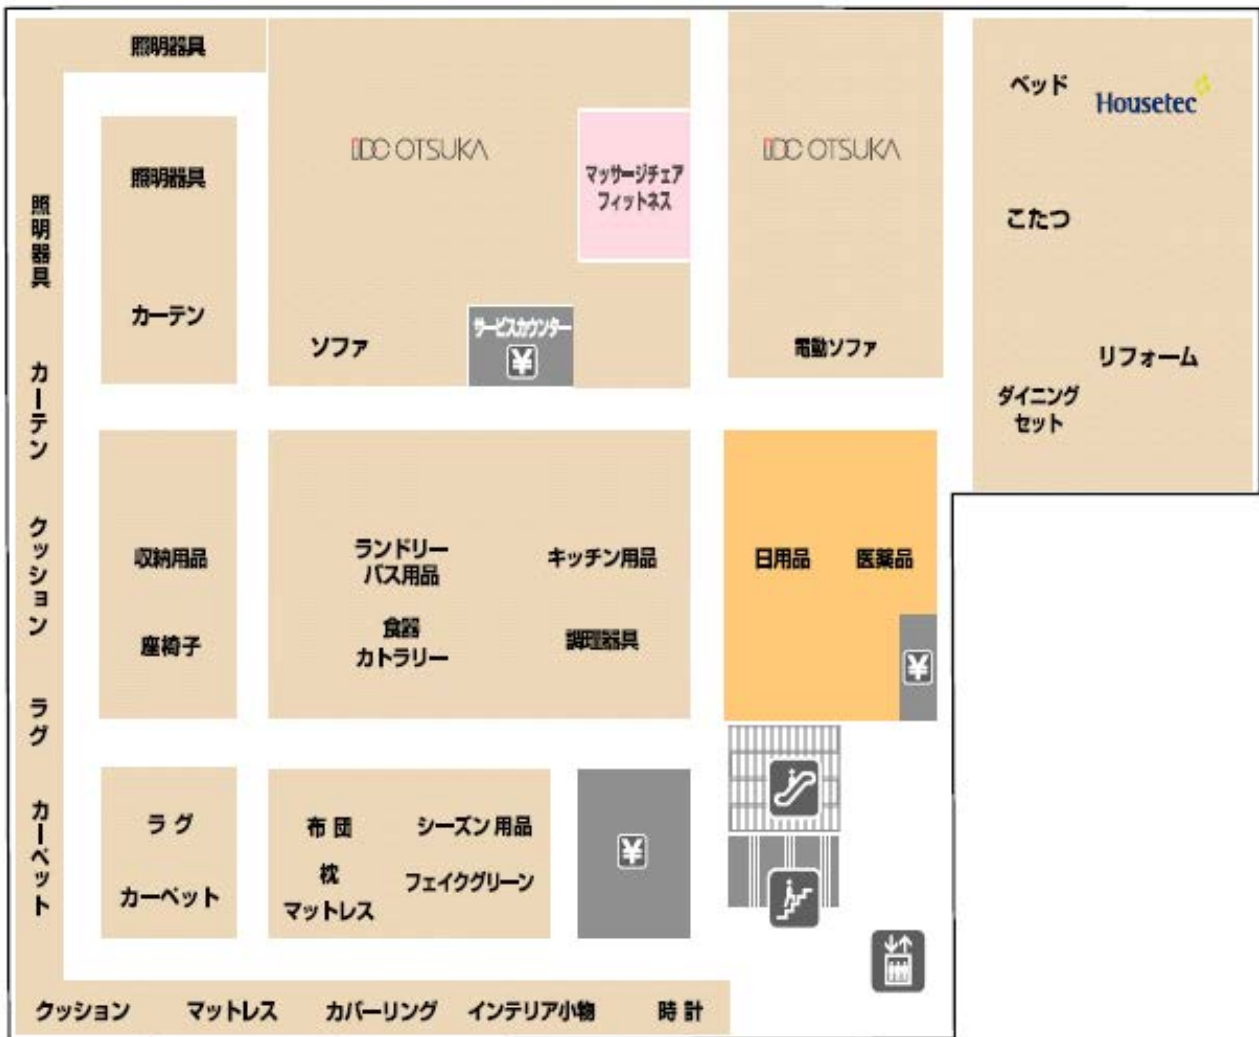 照明器具
ベッド
Housetec
IDC OTSUKA
IDC OTSUKA
マッサージチェア
フィットネス
照明器具
照明器具
こたつ
カーテン
サービスカウンター
¥
ソファ
電動ソファ
リフォーム
ダイニング
セット
カーテン
クッション
収納用品
ランドリー
バス用品
キッチン用品
日用品
医薬品
座椅子
食器
カトラリー
調理器具
¥
ラグ
カーペット
ラグ
布団
シーズン用品
¥
カーペット
枕
マットレス
フェイクグリーン
クッション
マットレス
カバーリング
インテリア小物
時計